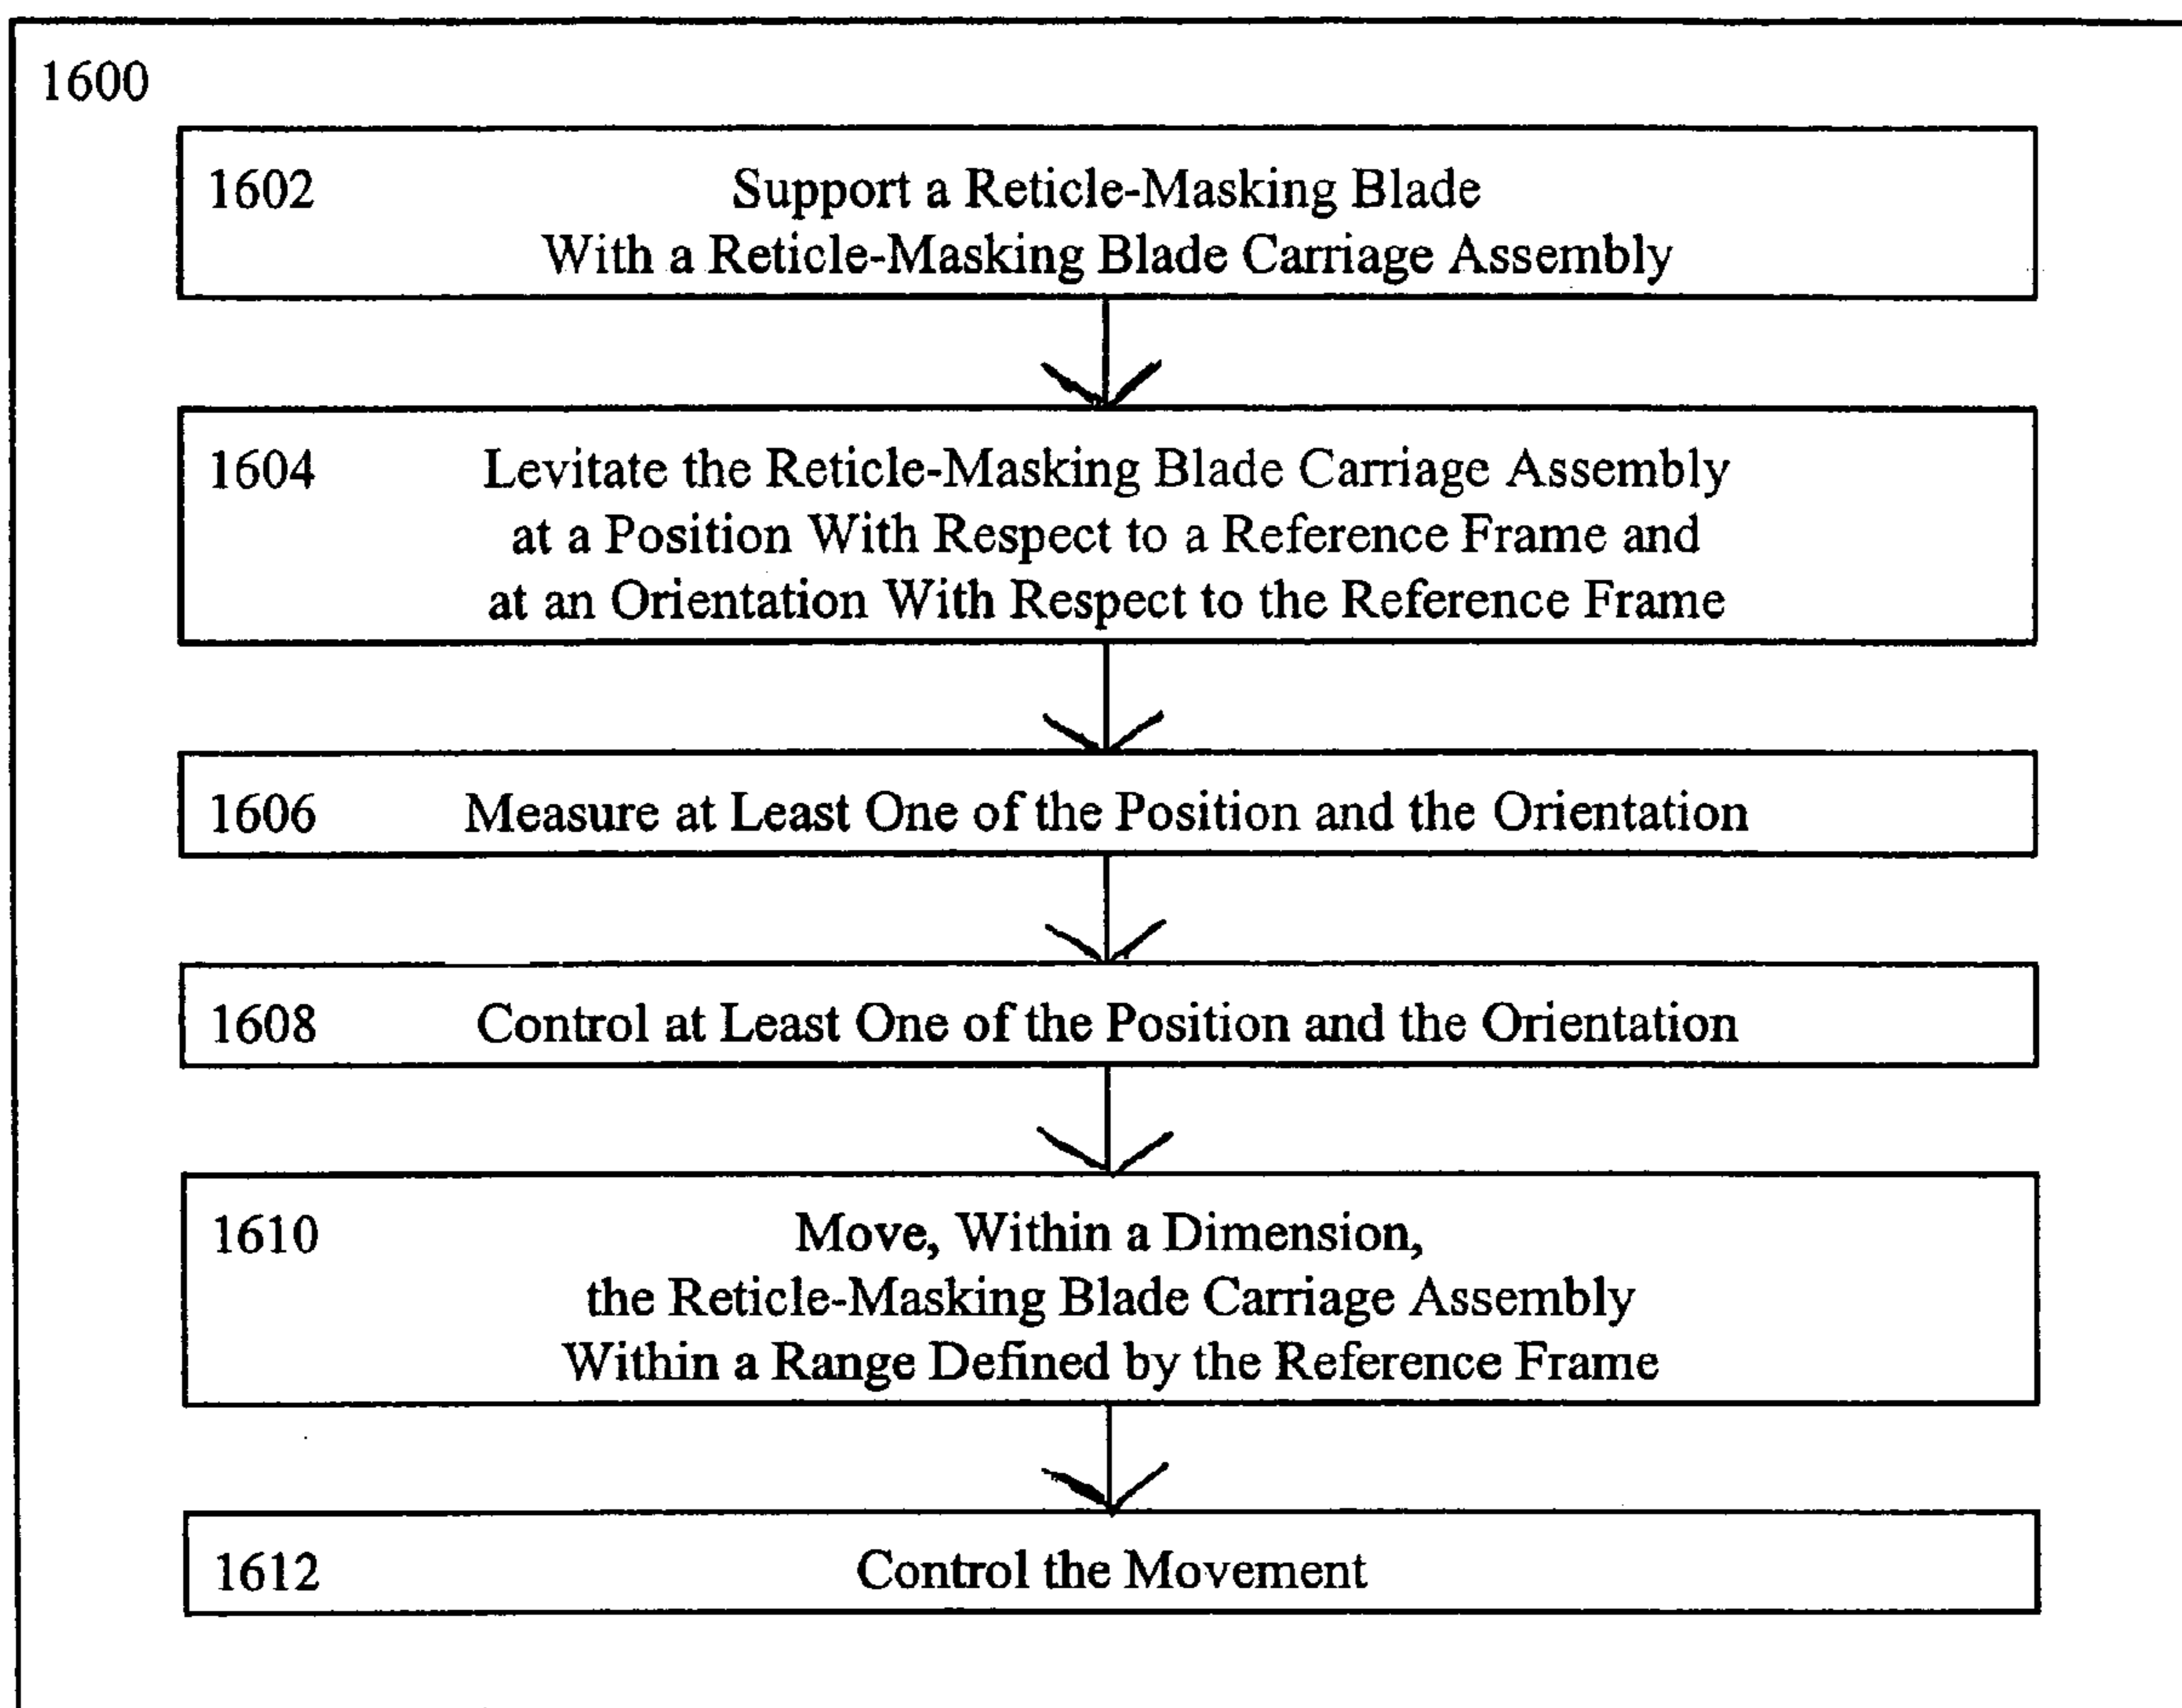 1600
1602 Support a Reticle-Masking Blade
With a Reticle-Masking Blade Carriage Assembly
1604 Levitate the Reticle-Masking Blade Carriage Assembly
at a Position With Respect to a Reference Frame and
at an Orientation With Respect to the Reference Frame
1606 Measure at Least One of the Position and the Orientation
1608 Control at Least One of the Position and the Orientation
1610 Move, Within a Dimension,
the Reticle-Masking Blade Carriage Assembly
Within a Range Defined by the Reference Frame
1612 Control the Movement